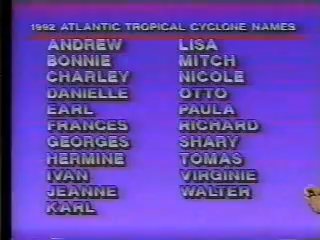 1992 ATLANTIC TROPICAL CYCLONE NAMES
ANDREW
BONNIE
CHARLEY
DANIELLE
EARL
FRANCES
GEORGES
HERMINE
IVAN
JEANNE
KARL
LISA
MITCH
NICOLE
OTTO
PAULA
RICHARD
SHARY
TOMAS
VIRGINIE
WALTER